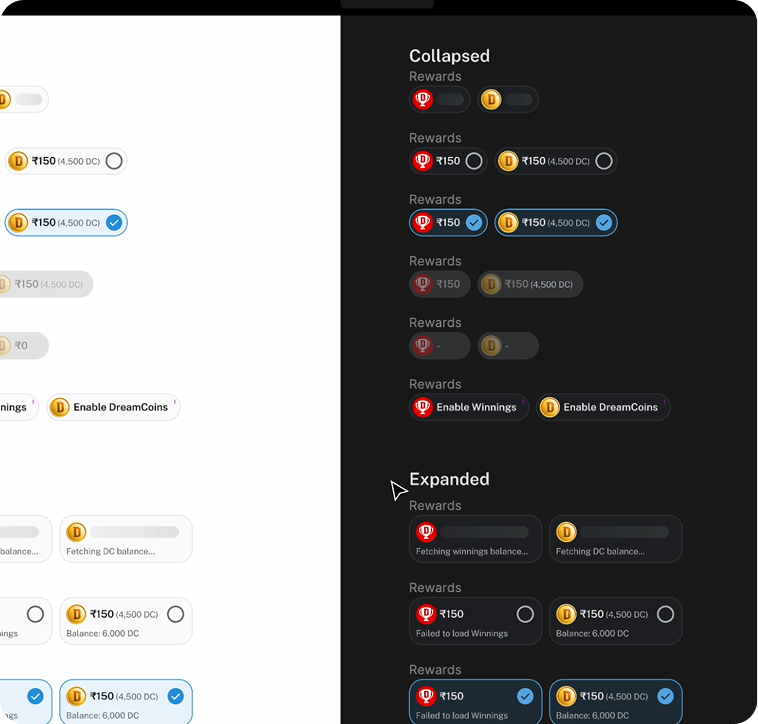 Collapsed
Rewards
₹150 (4,500 DC)
Rewards
₹150
₹150 (4,500 DC)
₹150 (4,500 DC)
Rewards
₹150
₹150 (4,500 DC)
₹150 (4,500 DC)
Rewards
₹150
₹150 (4,500 DC)
₹0
Rewards
-
-
nings
Enable DreamCoins
Rewards
Enable Winnings
Enable DreamCoins
Expanded
Rewards
balance...
Fetching DC balance...
Fetching winnings balance...
Fetching DC balance...
Rewards
₹150 (4,500 DC)
ings
Balance: 6,000 DC
₹150
Failed to load Winnings
₹150 (4,500 DC)
Balance: 6,000 DC
Rewards
₹150 (4,500 DC)
ngs
Balance: 6,000 DC
₹150
Failed to load Winnings
₹150 (4,500 DC)
Balance: 6,000 DC